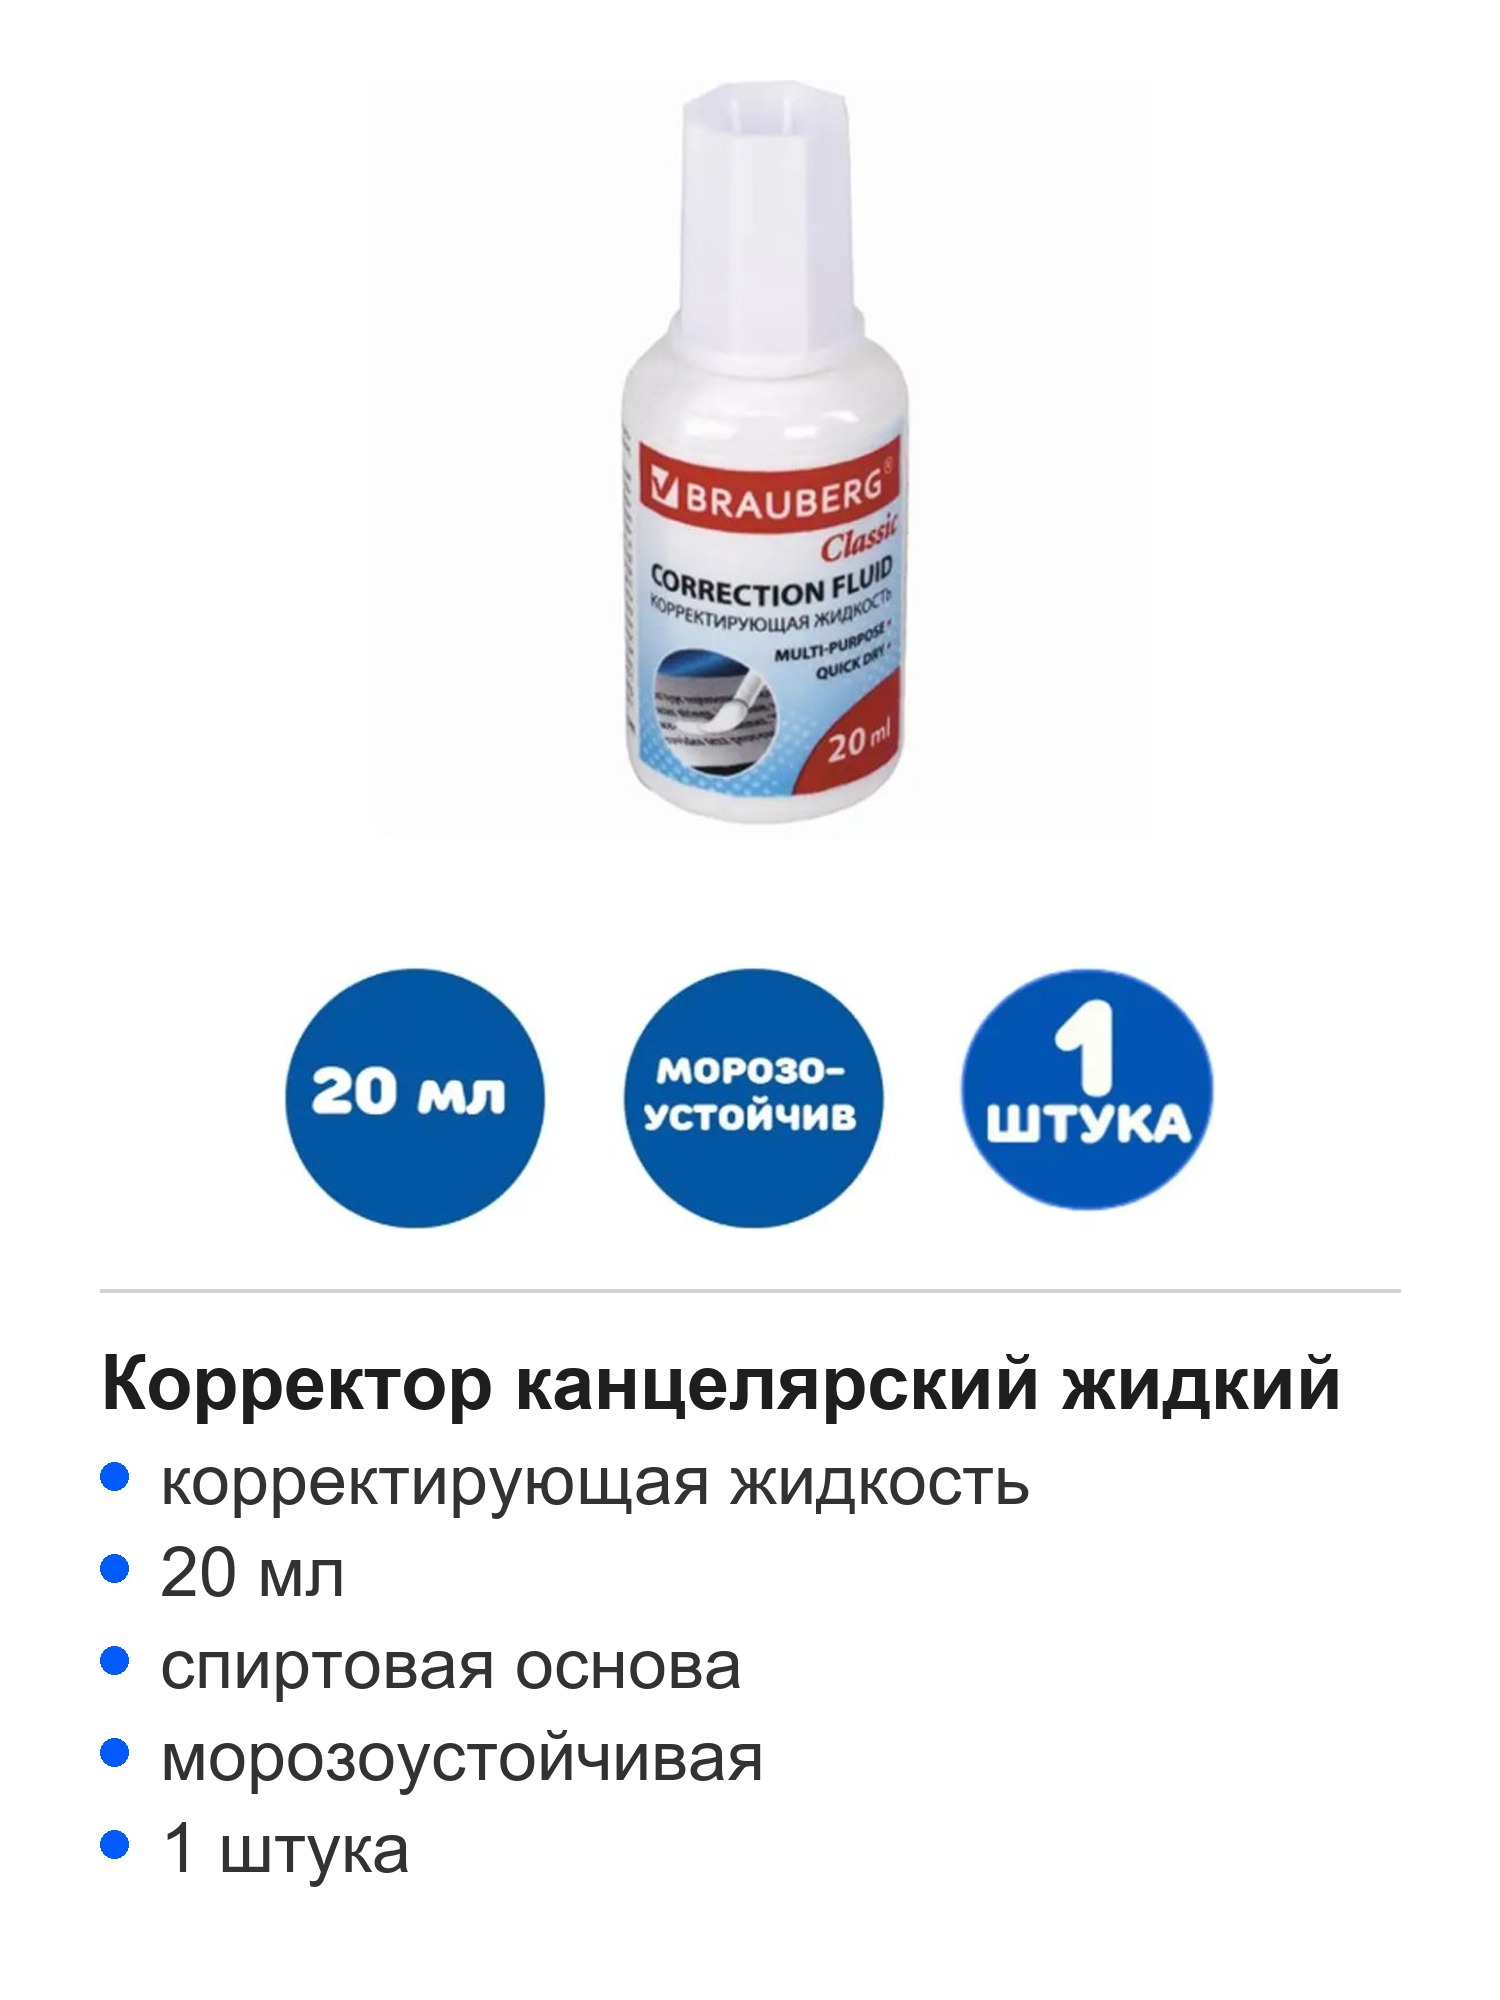 BRAUBERG®
Classic
CORRECTION FLUID
КОРРЕКТИРУЮЩАЯ ЖИДКОСТЬ
MULTI-PURPOSE •
QUICK DRY •
20 ml
20 мл
МОРОЗО-
УСТОЙЧИВ
1
ШТУКА
Корректор канцелярский жидкий
• корректирующая жидкость
• 20 мл
• спиртовая основа
• морозоустойчивая
• 1 штука